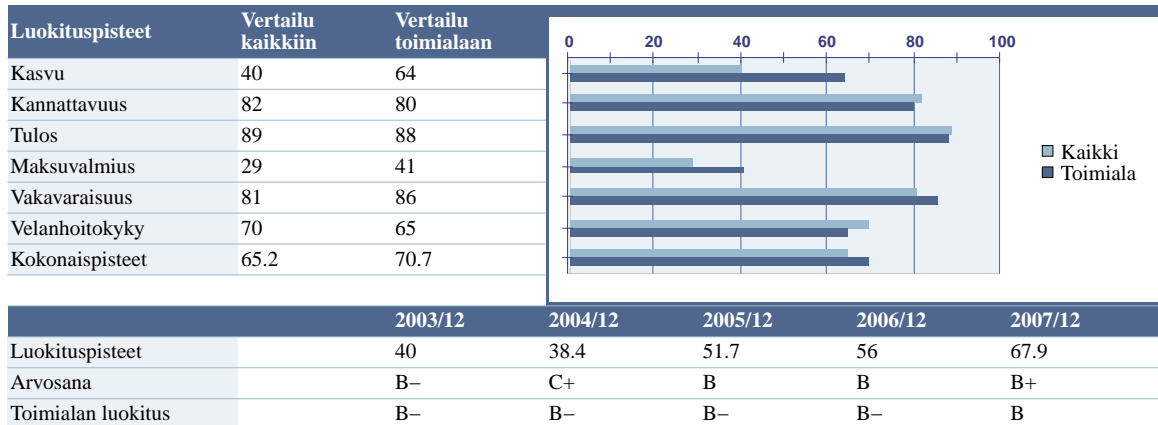 Luokituspisteet Vertailu kaikkiin Vertailu toimialaan
Kasvu 40 64
Kannattavuus 82 80
Tulos 89 88
Maksuvalmius 29 41
Vakavaraisuus 81 86
Velanhoitokyky 70 65
Kokonaispisteet 65.2 70.7
0 20 40 60 80 100
Kaikki
Toimiala
2003/12 2004/12 2005/12 2006/12 2007/12
Luokituspisteet 40 38.4 51.7 56 67.9
Arvosana B– C+ B B B+
Toimialan luokitus B– B– B– B– B